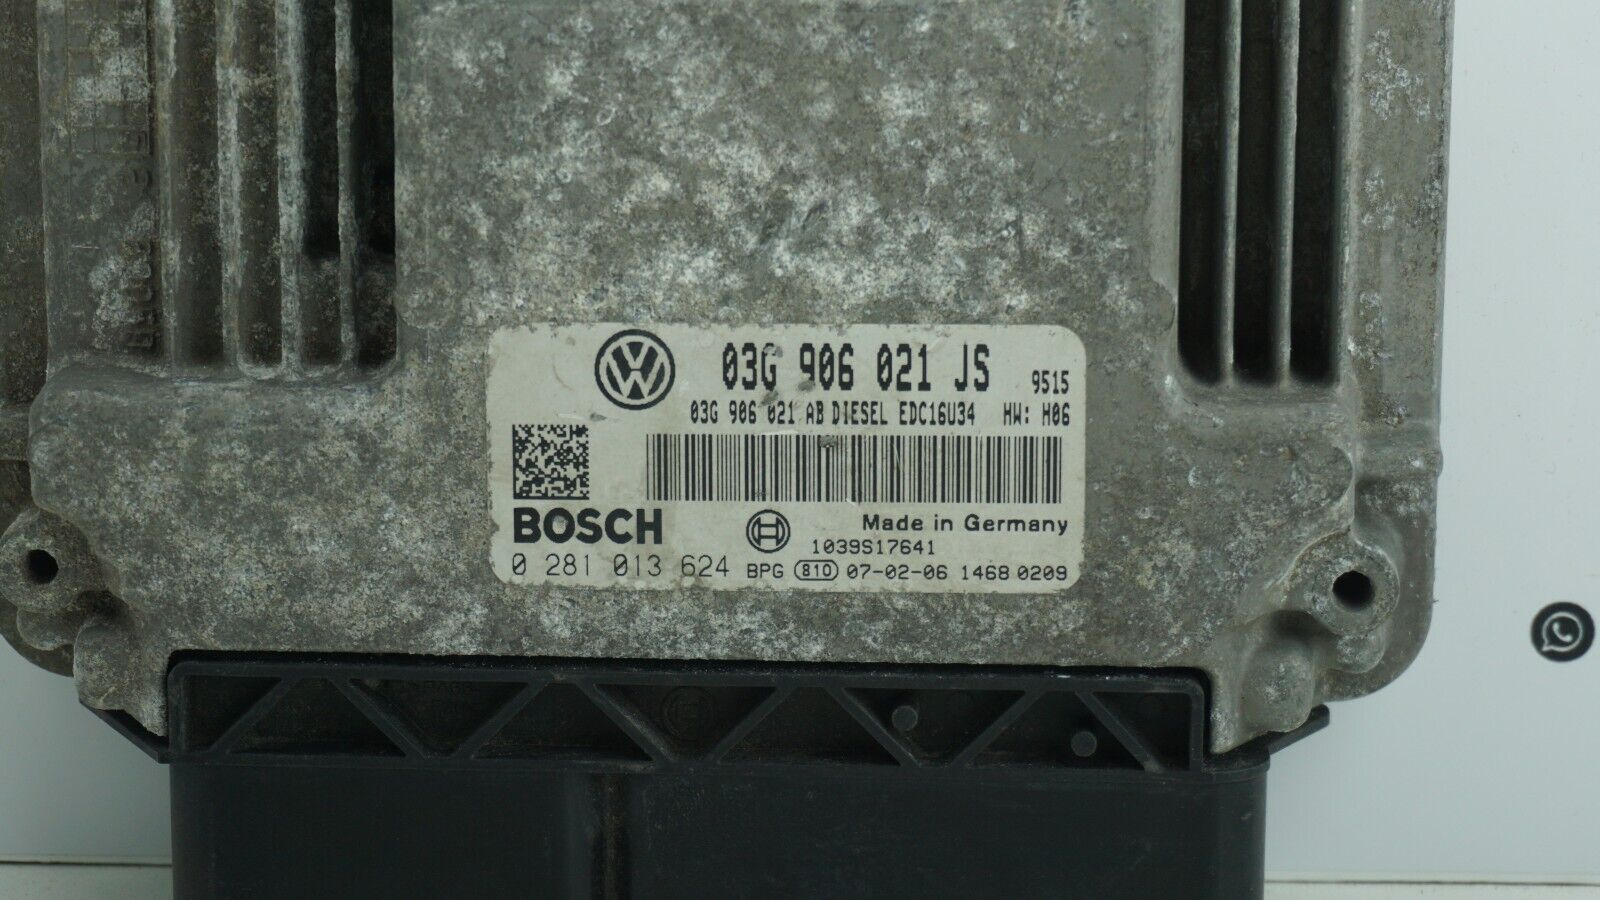 03G 906 021 JS 9515
03G 906 021 AB DIESEL EDC16U34 HW: H06
BOSCH Made in Germany
1039S17641
0 281 013 624 BPG 810 07-02-06 1468 0209